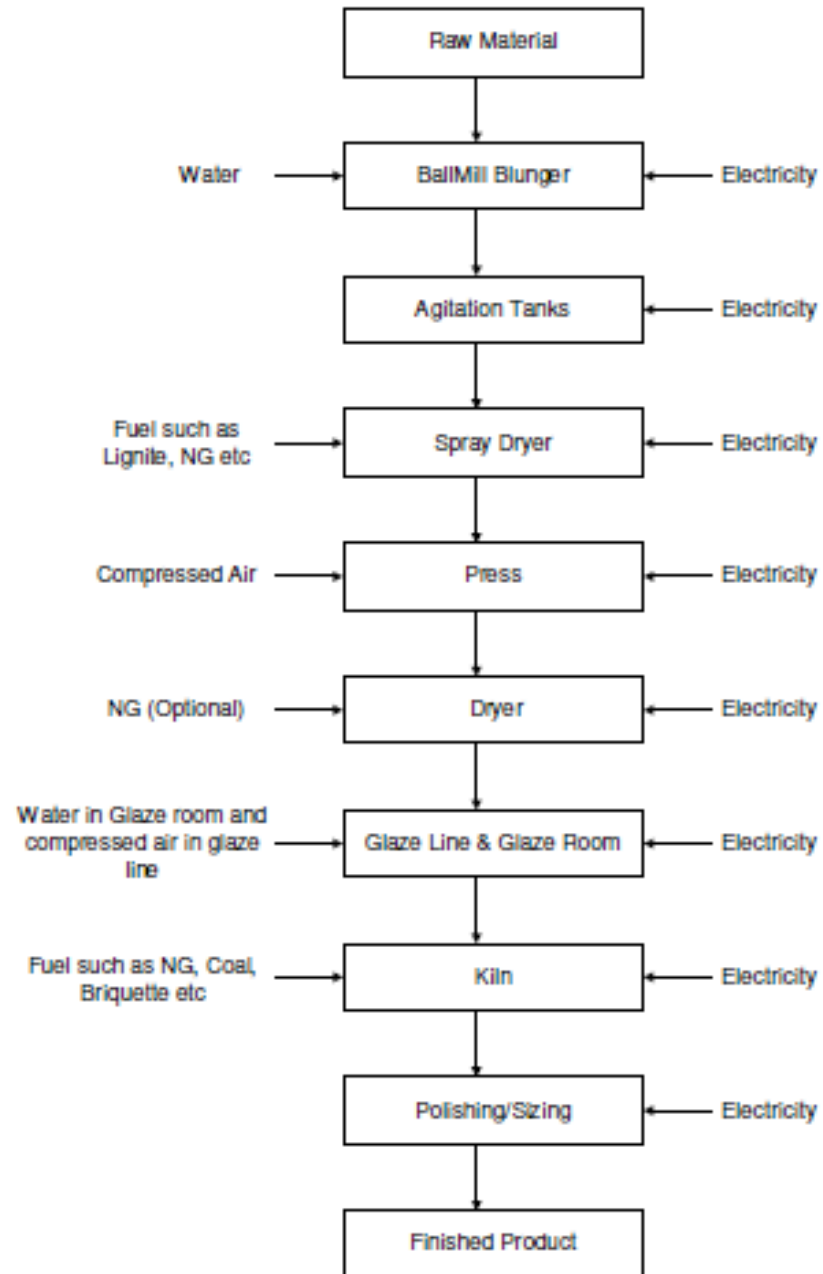 Raw Material
Water
BallMill Blunger
Electricity
Agitation Tanks
Electricity
Fuel such as
Lignite, NG etc
Spray Dryer
Electricity
Compressed Air
Press
Electricity
NG (Optional)
Dryer
Electricity
Water in Glaze room and
compressed air in glaze
line
Glaze Line & Glaze Room
Electricity
Fuel such as NG, Coal,
Briquette etc
Kiln
Electricity
Polishing/Sizing
Electricity
Finished Product